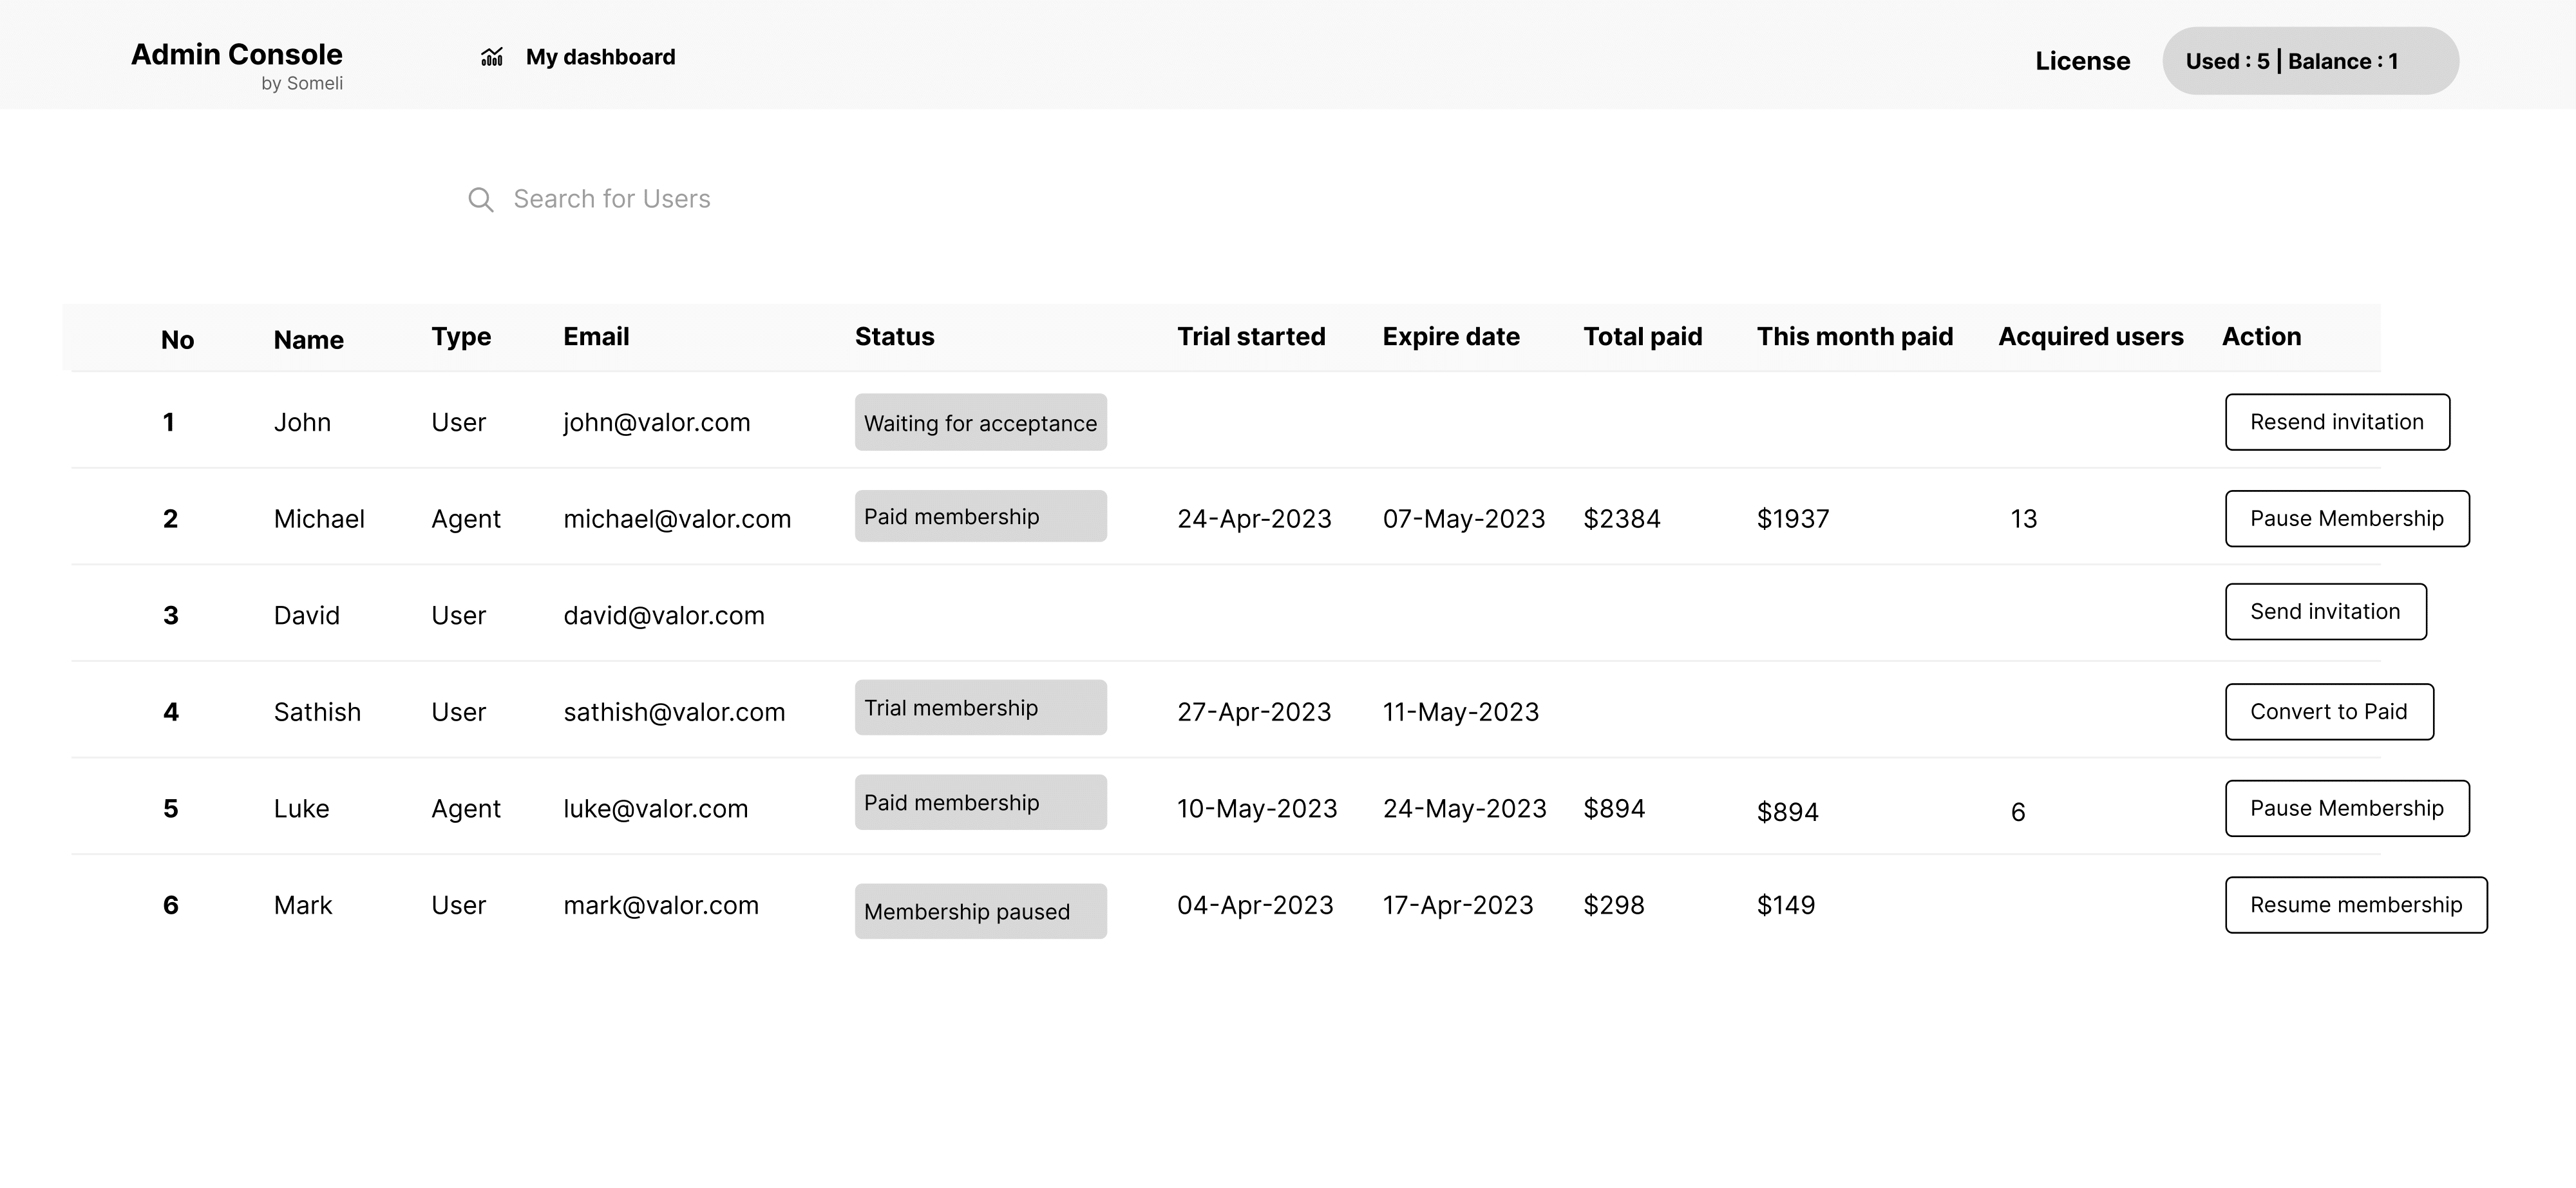 Admin Console
by Someli
My dashboard
License
Used : 5 | Balance : 1
Search for Users
No Name Type Email Status Trial started Expire date Total paid This month paid Acquired users Action
1 John User john@valor.com Waiting for acceptance Resend invitation
2 Michael Agent michael@valor.com Paid membership 24-Apr-2023 07-May-2023 $2384 $1937 13 Pause Membership
3 David User david@valor.com Send invitation
4 Sathish User sathish@valor.com Trial membership 27-Apr-2023 11-May-2023 Convert to Paid
5 Luke Agent luke@valor.com Paid membership 10-May-2023 24-May-2023 $894 $894 6 Pause Membership
6 Mark User mark@valor.com Membership paused 04-Apr-2023 17-Apr-2023 $298 $149 Resume membership